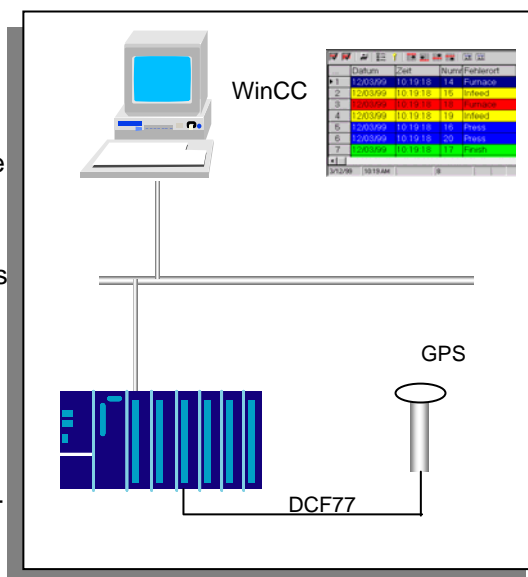 WinCC
Datum Zeit Numr Fehlerort
1 12/03/99 10:19:18 14 Furnace
2 12/03/99 10:19:18 15 Infeed
3 12/03/99 10:19:18 18 Furnace
4 12/03/99 10:19:18 19 Infeed
5 12/03/99 10:19:18 16 Press
6 12/03/99 10:19:18 20 Press
7 12/03/99 10:19:18 17 Finish
3/12/99 10:19 AM
e
s
GPS
DCF77